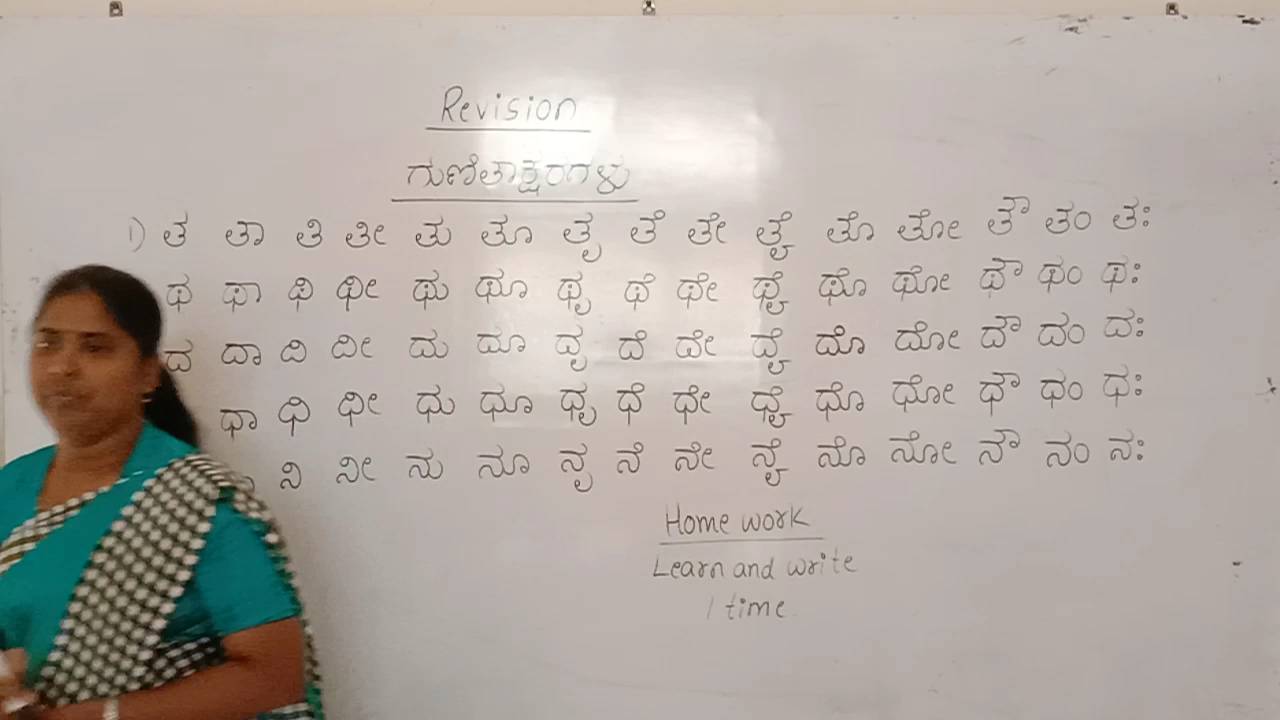 Revision
ಗುಣಿತಾಕ್ಷರಗಳು
1) ತ ತಾ ತಿ ತೀ ತು ತೂ ತೃ ತೆ ತೇ ತೈ ತೊ ತೋ ತೌ ತಂ ತಃ
ಥ ಥಾ ಥಿ ಥೀ ಥು ಥೂ ಥೃ ಥೆ ಥೇ ಥೈ ಥೊ ಥೋ ಥೌ ಥಂ ಥಃ
ದ ದಾ ದಿ ದೀ ದು ದೂ ದೃ ದೆ ದೇ ದೈ ದೊ ದೋ ದೌ ದಂ ದಃ
ಧಾ ಧಿ ಧೀ ಧು ಧೂ ಧೃ ಧೆ ಧೇ ಧೈ ಧೊ ಧೋ ಧೌ ಧಂ ಧಃ
ನಿ ನೀ ನು ನೂ ನೃ ನೆ ನೇ ನೈ ನೊ ನೋ ನೌ ನಂ ನಃ
Home work
Learn and write
1 time